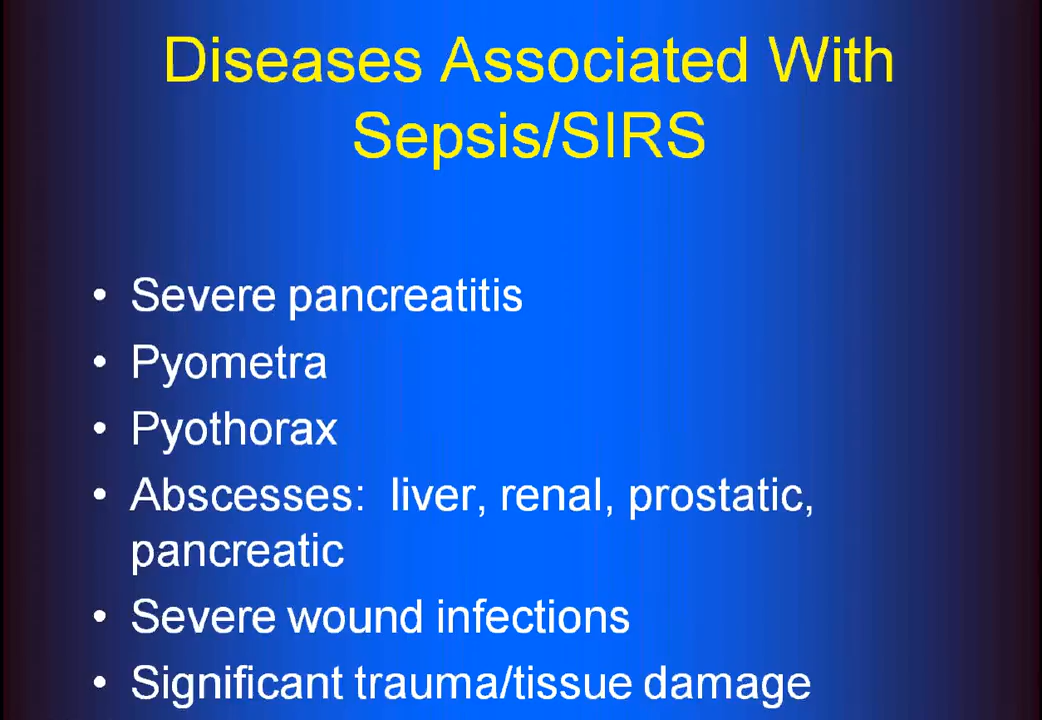 Diseases Associated With
Sepsis/SIRS
• Severe pancreatitis
• Pyometra
• Pyothorax
• Abscesses: liver, renal, prostatic,
pancreatic
• Severe wound infections
• Significant trauma/tissue damage